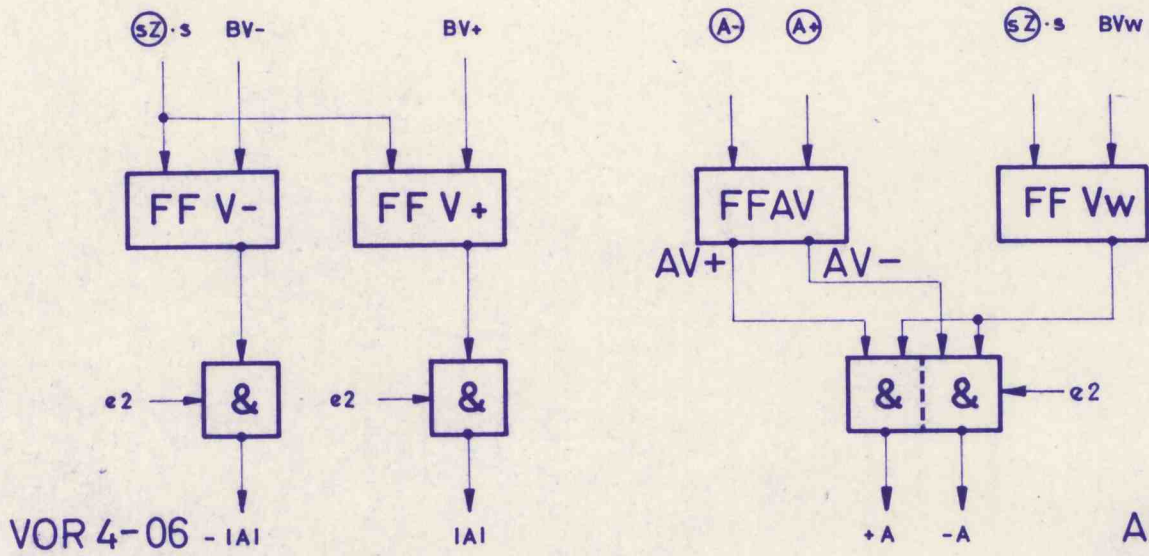 sZ · s BV- BV+ A- A+ sZ · s BVw
FF V- FF V+ FFAV FF Vw
AV+ AV-
e2 & e2 & & & e2
VOR 4-06 -|A| |A| +A -A A